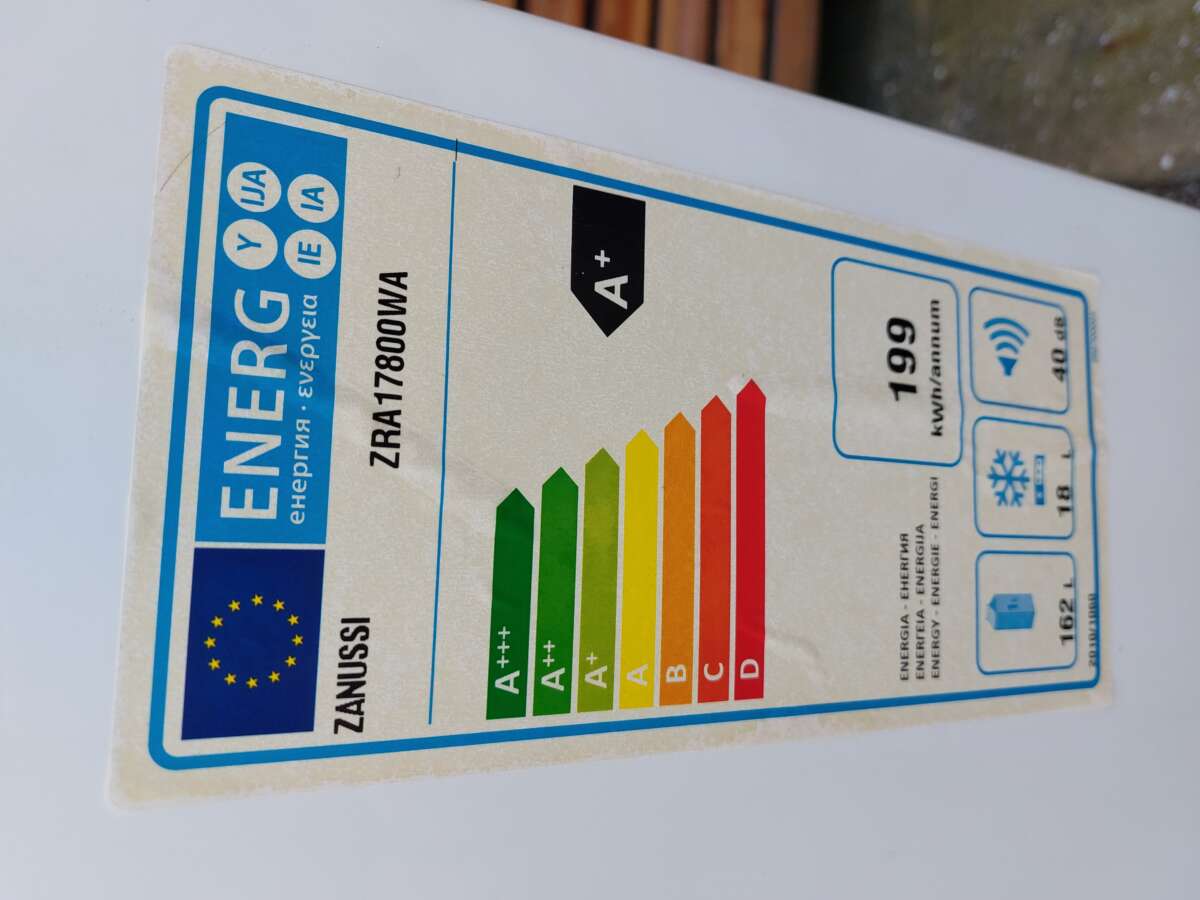 ENERG Y IJA
IE IA
енергия · ενεργεια
ZANUSSI
ZRA17800WA
A+++
A++
A+
A
B
C
D
A+
ENERGIA - ЕНЕРГИЯ
ΕΝΕΡΓΕΙΑ - ENERGIJA
ENERGY - ENERGIE - ENERGI
199
kWh/annum
162 L
18 L
40 dB
2010/1060